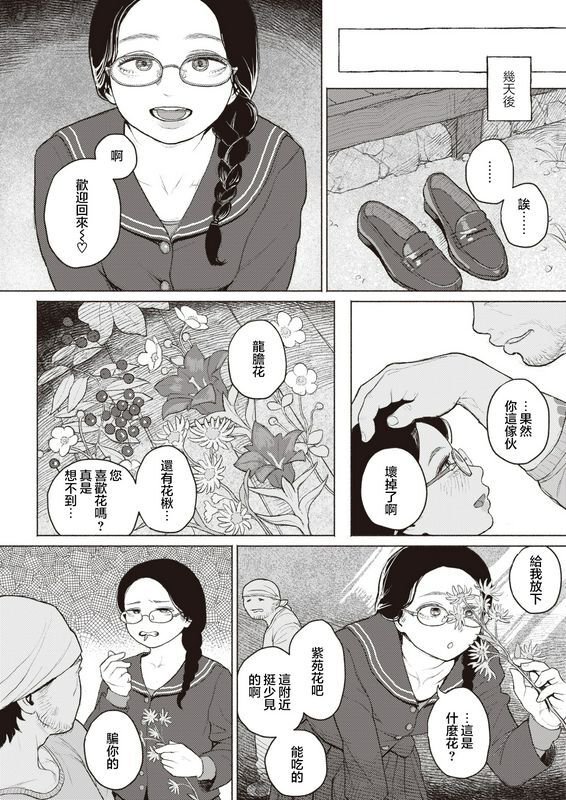 幾天後
……
誒……
啊
歡迎回來～♡
…果然
你這傢伙
壞掉了啊
龍膽花
還有花楸
您
喜歡花嗎？
真是
想不到…
給我放下
…這是
什麼花？
紫苑花吧
這附近
挺少見
的啊
能吃的
騙你的